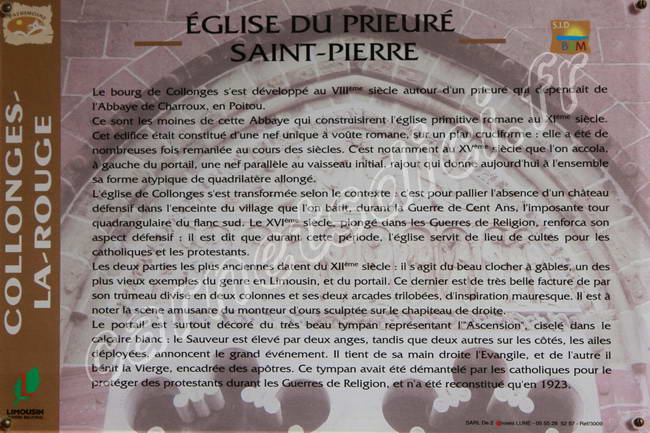 PATRIMOINE
ÉGLISE DU PRIEURÉ
SAINT-PIERRE
S.I.D
B M
COLLONGES-
LA-ROUGE
Le bourg de Collonges s'est développé au VIIIème siècle autour d'un prieuré qui dépendait de
l'Abbaye de Charroux, en Poitou.
Ce sont les moines de cette Abbaye qui construisirent l'église primitive romane au XIème siècle.
Cet édifice était constitué d'une nef unique à voûte romane, sur un plan cruciforme : elle a été de
nombreuses fois remaniée au cours des siècles. C'est notamment au XVème siècle que l'on accola,
à gauche du portail, une nef parallèle au vaisseau initial, rajout qui donne aujourd'hui à l'ensemble
sa forme atypique de quadrilatère allongé.
L'église de Collonges s'est transformée selon le contexte : c'est pour pallier l'absence d'un château
défensif dans l'enceinte du village que l'on bâtit, durant la Guerre de Cent Ans, l'imposante tour
quadrangulaire du flanc sud. Le XVIème siècle, plongé dans les Guerres de Religion, renforca son
aspect défensif : il est dit que durant cette période, l'église servit de lieu de cultes pour les
catholiques et les protestants.
Les deux parties les plus anciennes datent du XIIème siècle : il s'agit du beau clocher à gâbles, un des
plus vieux exemples du genre en Limousin, et du portail. Ce dernier est de très belle facture de par
son trumeau divisé en deux colonnes et ses deux arcades trilobées, d'inspiration mauresque. Il est à
noter la scène amusante du montreur d'ours sculptée sur le chapiteau de droite.
Le portail est surtout décoré du très beau tympan représentant l'"Ascension", ciselé dans le
calcaire blanc : le Sauveur est élevé par deux anges, tandis que deux autres sur les côtés, les ailes
déployées, annoncent le grand événement. Il tient de sa main droite l'Evangile, et de l'autre il
bénit la Vierge, encadrée des apôtres. Ce tympan avait été démantelé par les catholiques pour le
protéger des protestants durant les Guerres de Religion, et n'a été reconstitué qu'en 1923.
LIMOUSIN
SARL De 2 choses LUNE - 05 55 28 52 87 - Ref/3009